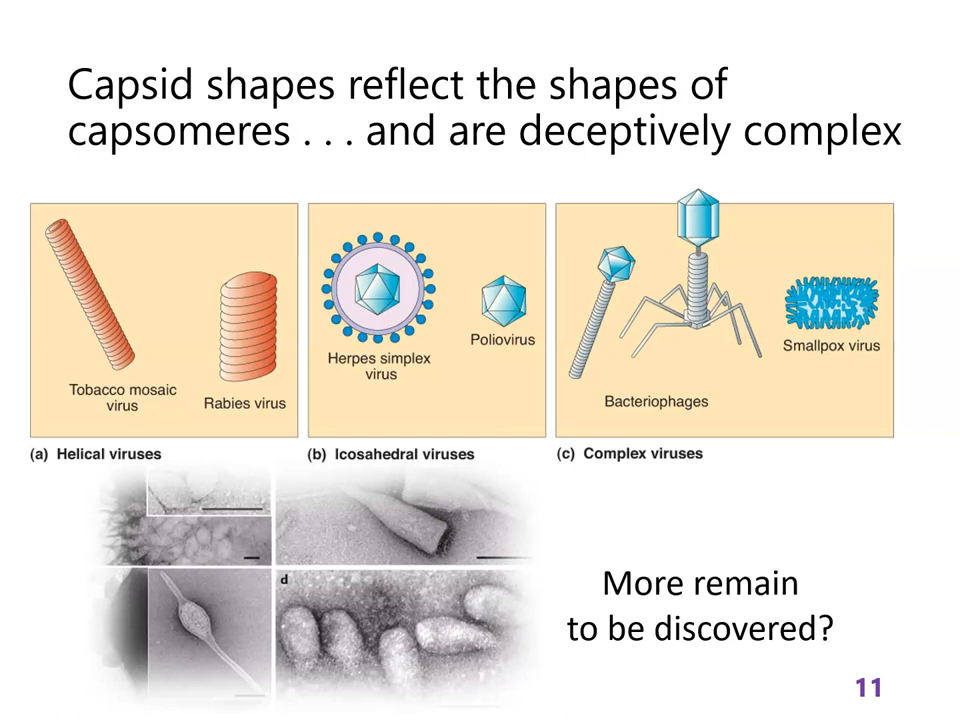 Capsid shapes reflect the shapes of
capsomeres . . . and are deceptively complex
Tobacco mosaic
virus
Rabies virus
(a) Helical viruses
Herpes simplex
virus
Poliovirus
(b) Icosahedral viruses
Bacteriophages
Smallpox virus
(c) Complex viruses
d
More remain
to be discovered?
11